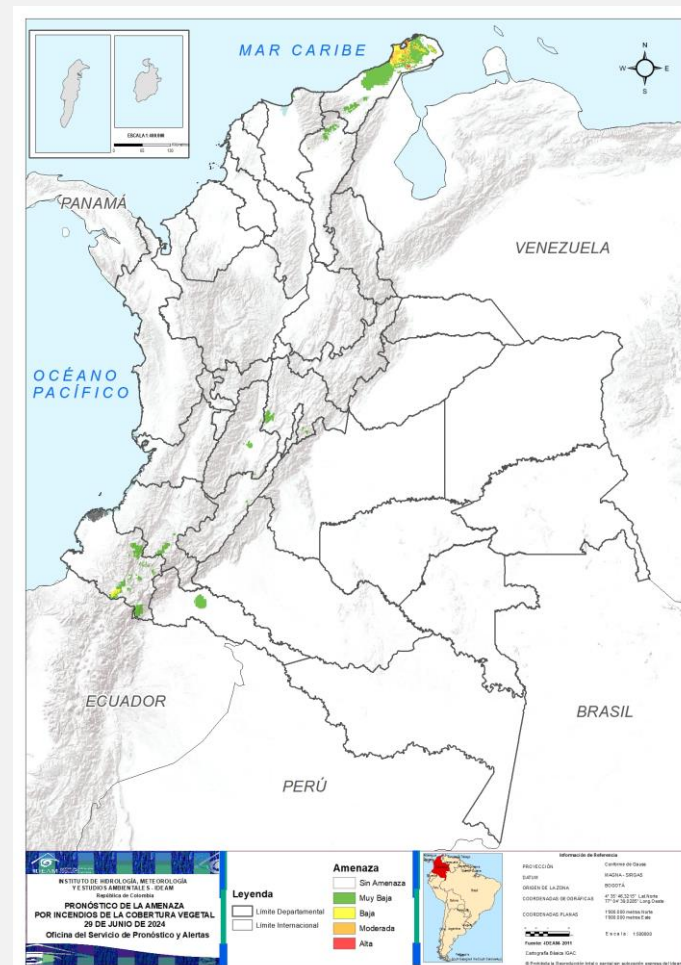 MAR CARIBE
N
W
E
S
PANAMÁ
VENEZUELA
OCÉANO
PACÍFICO
ECUADOR
BRASIL
PERÚ
IDEAM
INSTITUTO DE HIDROLOGÍA, METEOROLOGÍA
Y ESTUDIOS AMBIENTALES - IDEAM
República de Colombia
PRONÓSTICO DE LA AMENAZA
POR INCENDIOS DE LA COBERTURA VEGETAL
29 DE JUNIO DE 2024
Oficina del Servicio de Pronóstico y Alertas
Leyenda
Límite Departamental
Límite Internacional
Amenaza
Sin Amenaza
Muy Baja
Baja
Moderada
Alta
Información de Referencia
PROYECCIÓN Conforme de Gauss
DATUM MAGNA - SIRGAS
ORIGEN DE LA ZONA BOGOTÁ
COORDENADAS GEOGRÁFICAS
COORDENADAS PLANAS
Fuente: IDEAM- 2011
Cartografía Básica IGAC